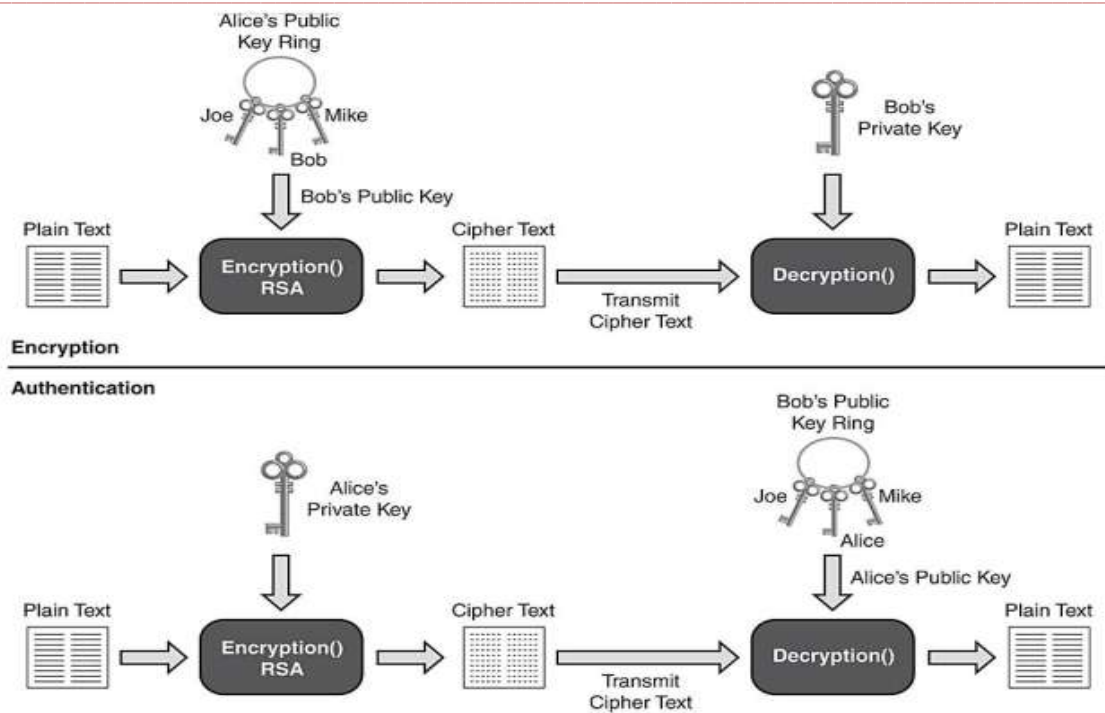 Alice's Public
Key Ring
Joe
Mike
Bob
Bob's
Private Key
Bob's Public Key
Plain Text
Encryption()
RSA
Cipher Text
Transmit
Cipher Text
Decryption()
Plain Text
Encryption
Authentication
Alice's
Private Key
Bob's Public
Key Ring
Joe
Mike
Alice
Alice's Public Key
Plain Text
Encryption()
RSA
Cipher Text
Transmit
Cipher Text
Decryption()
Plain Text